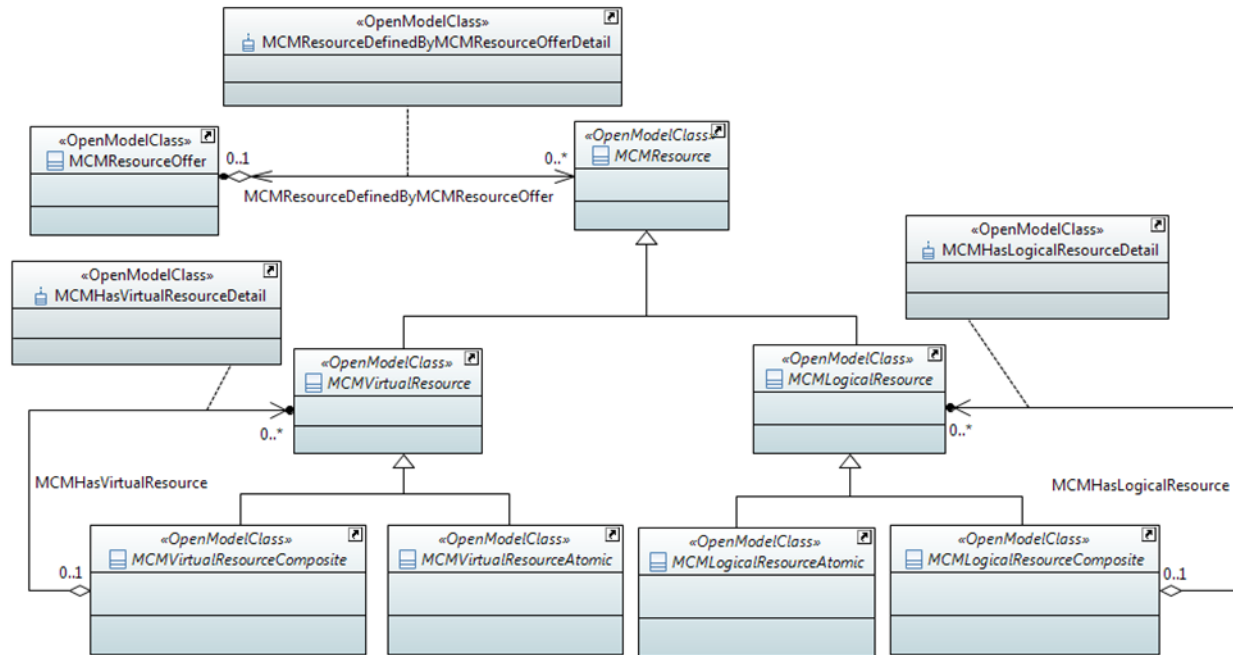 «OpenModelClass»
MCMResourceDefinedByMCMResourceOfferDetail
«OpenModelClass»
MCMResourceOffer
0..1
0..*
«OpenModelClass»
MCMResource
MCMResourceDefinedByMCMResourceOffer
«OpenModelClass»
MCMHasLogicalResourceDetail
«OpenModelClass»
MCMHasVirtualResourceDetail
«OpenModelClass»
MCMVirtualResource
«OpenModelClass»
MCMLogicalResource
0..*
0..*
MCMHasVirtualResource
MCMHasLogicalResource
«OpenModelClass»
MCMVirtualResourceComposite
«OpenModelClass»
MCMVirtualResourceAtomic
«OpenModelClass»
MCMLogicalResourceAtomic
«OpenModelClass»
MCMLogicalResourceComposite
0..1
0..1